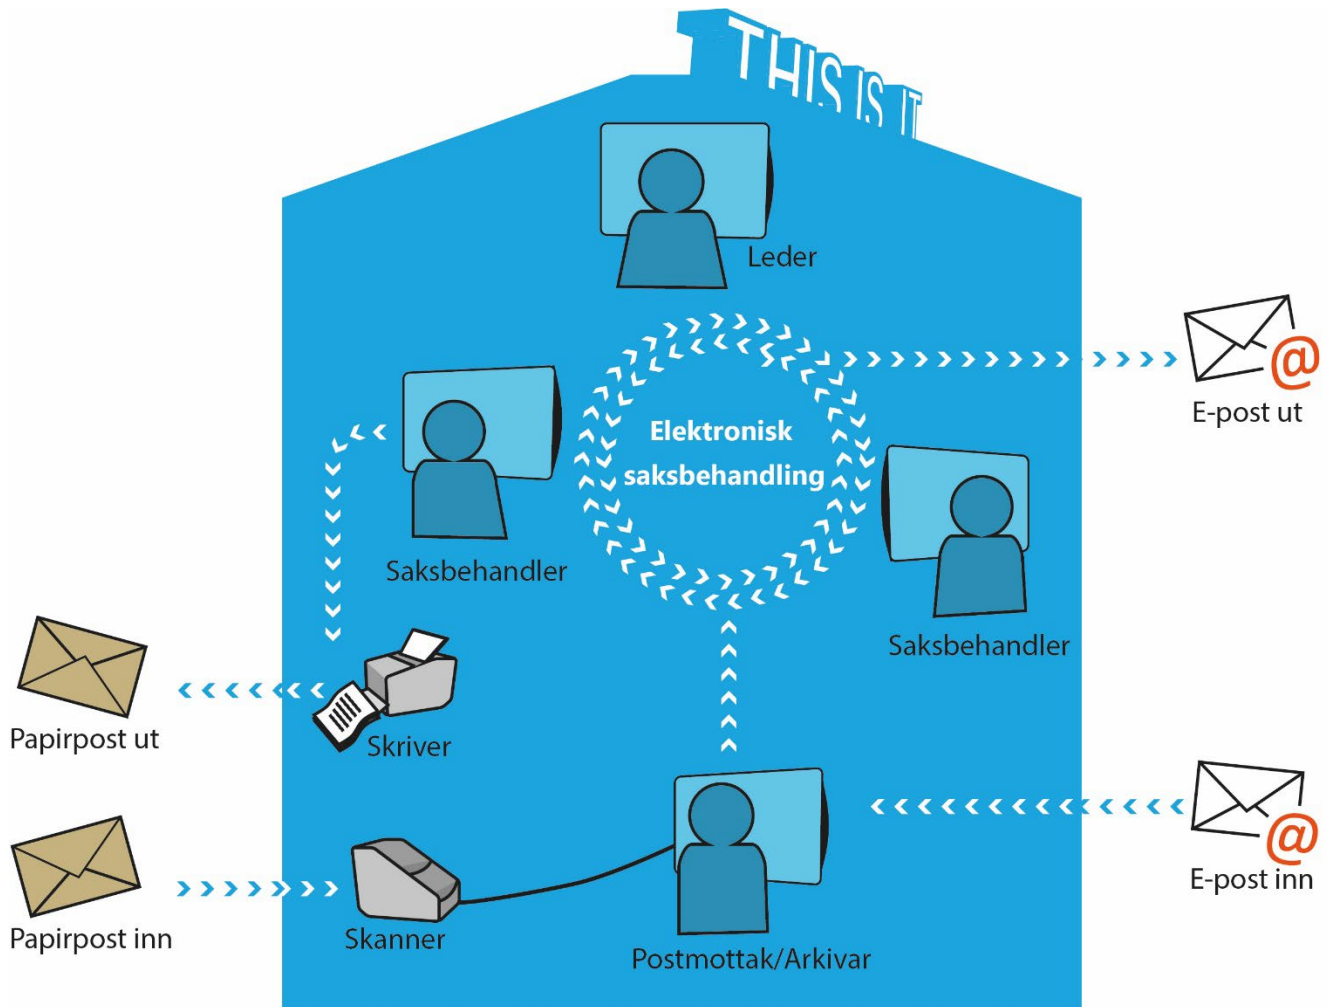 THIS IS IT
Leder
E-post ut
Elektronisk
saksbehandling
Saksbehandler
Saksbehandler
Papirpost ut
Skriver
E-post inn
Papirpost inn
Skanner
Postmottak/Arkivar